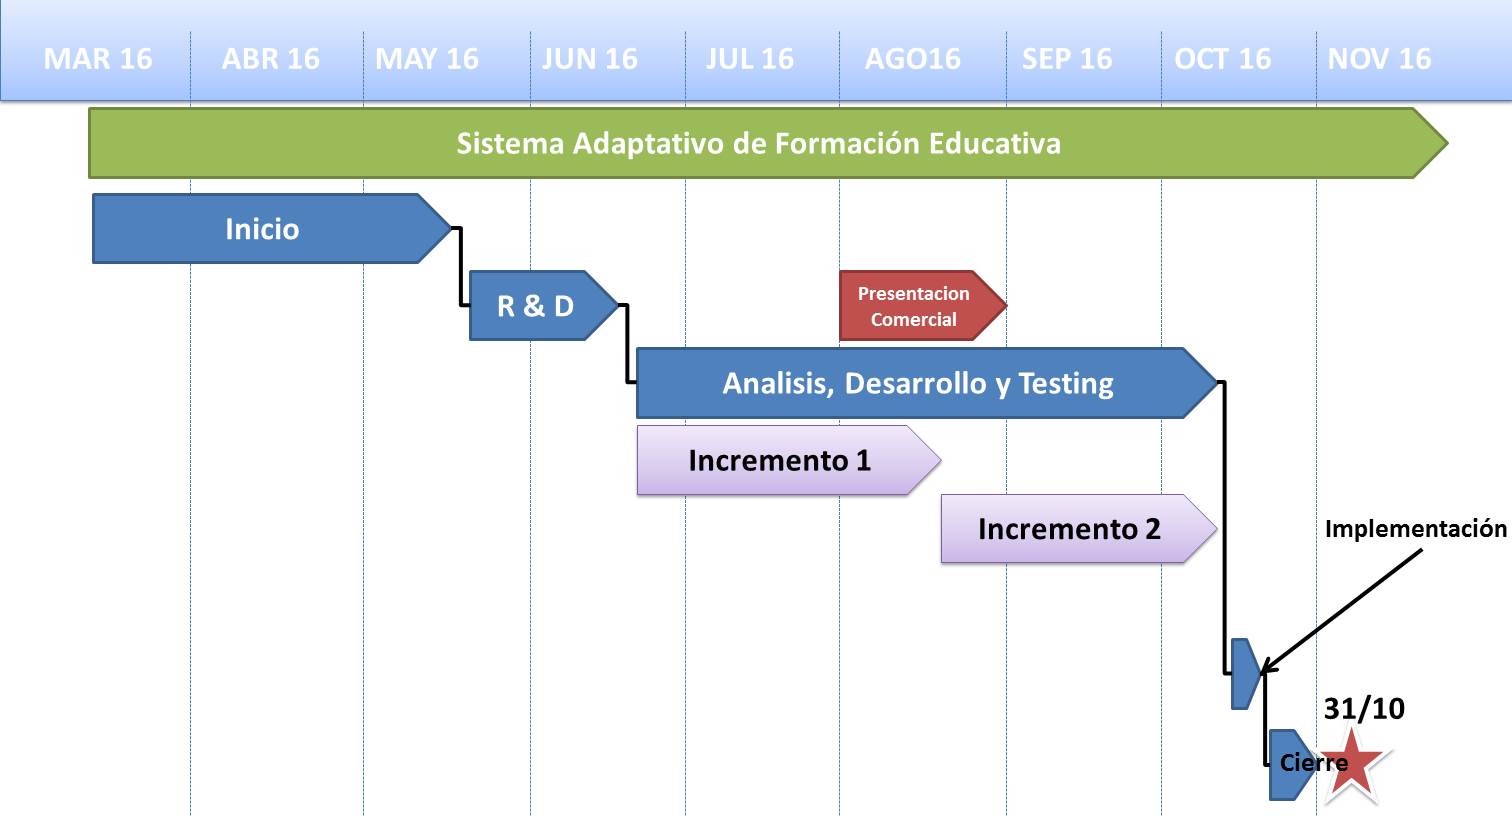 MAR 16 ABR 16 MAY 16 JUN 16 JUL 16 AGO16 SEP 16 OCT 16 NOV 16
Sistema Adaptativo de Formación Educativa
Inicio
R & D
Presentacion
Comercial
Analisis, Desarrollo y Testing
Incremento 1
Incremento 2
Implementación
31/10
Cierre